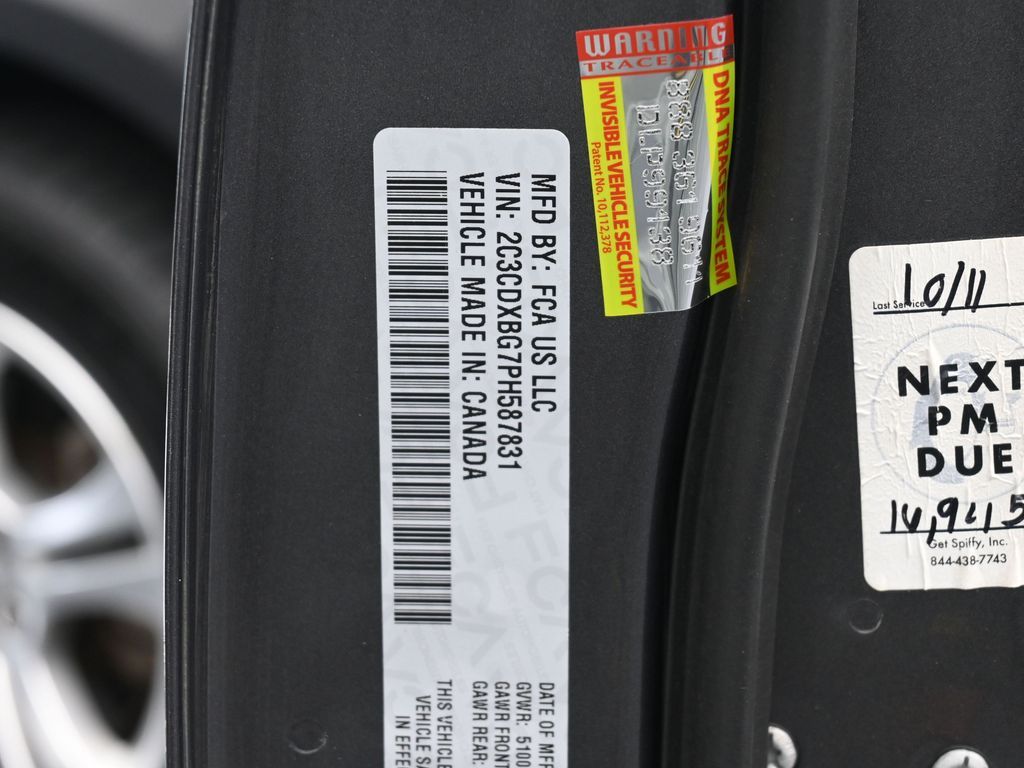 MFD BY: FCA US LLC
VIN: 2C3CDXBG7PH587831
VEHICLE MADE IN: CANADA
DATE OF MFR
GVWR: 5100
GAWR FRONT
GAWR REAR:
THIS VEHICLE
VEHICLE SA
IN EFFE
WARNING
TRACEABLE
DNA TRACE SYSTEM
INVISIBLE VEHICLE SECURITY
Patent No. 10,112,378
Last Service 10/11
NEXT
PM
DUE
Get Spiffy, Inc.
844-438-7743